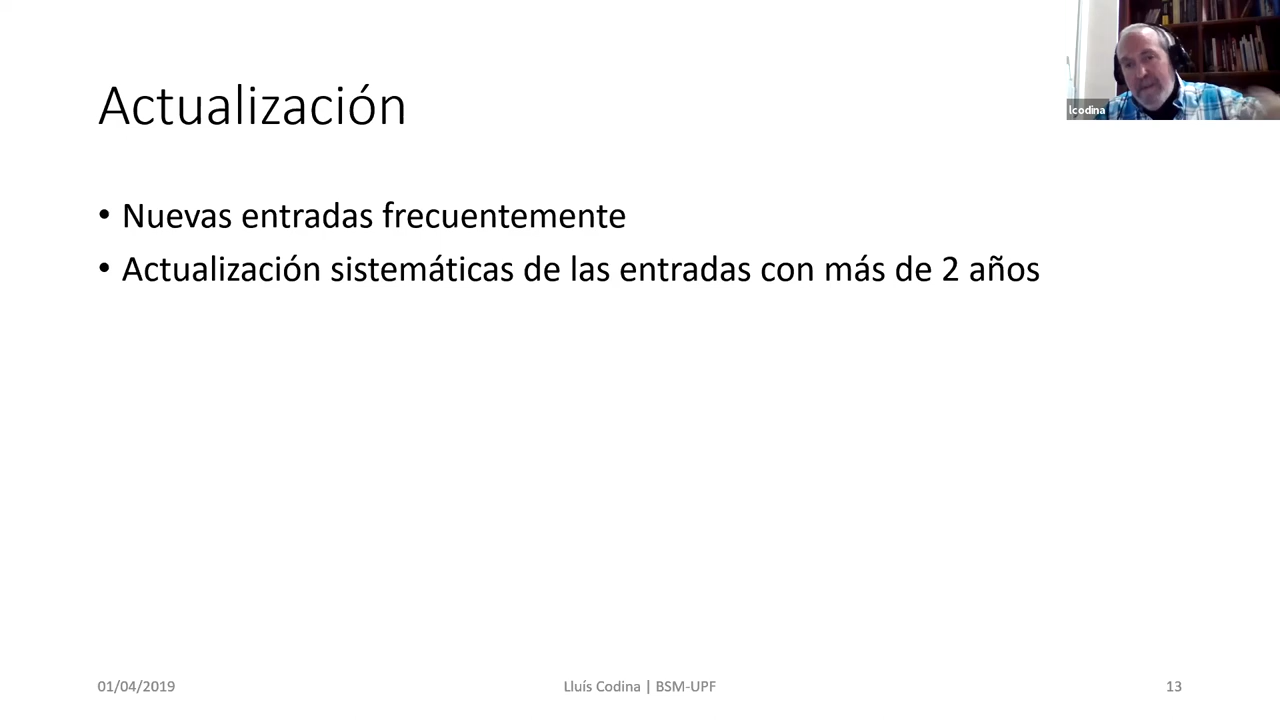 lcodina
Actualización
• Nuevas entradas frecuentemente
• Actualización sistemáticas de las entradas con más de 2 años
01/04/2019
Lluís Codina | BSM-UPF
13